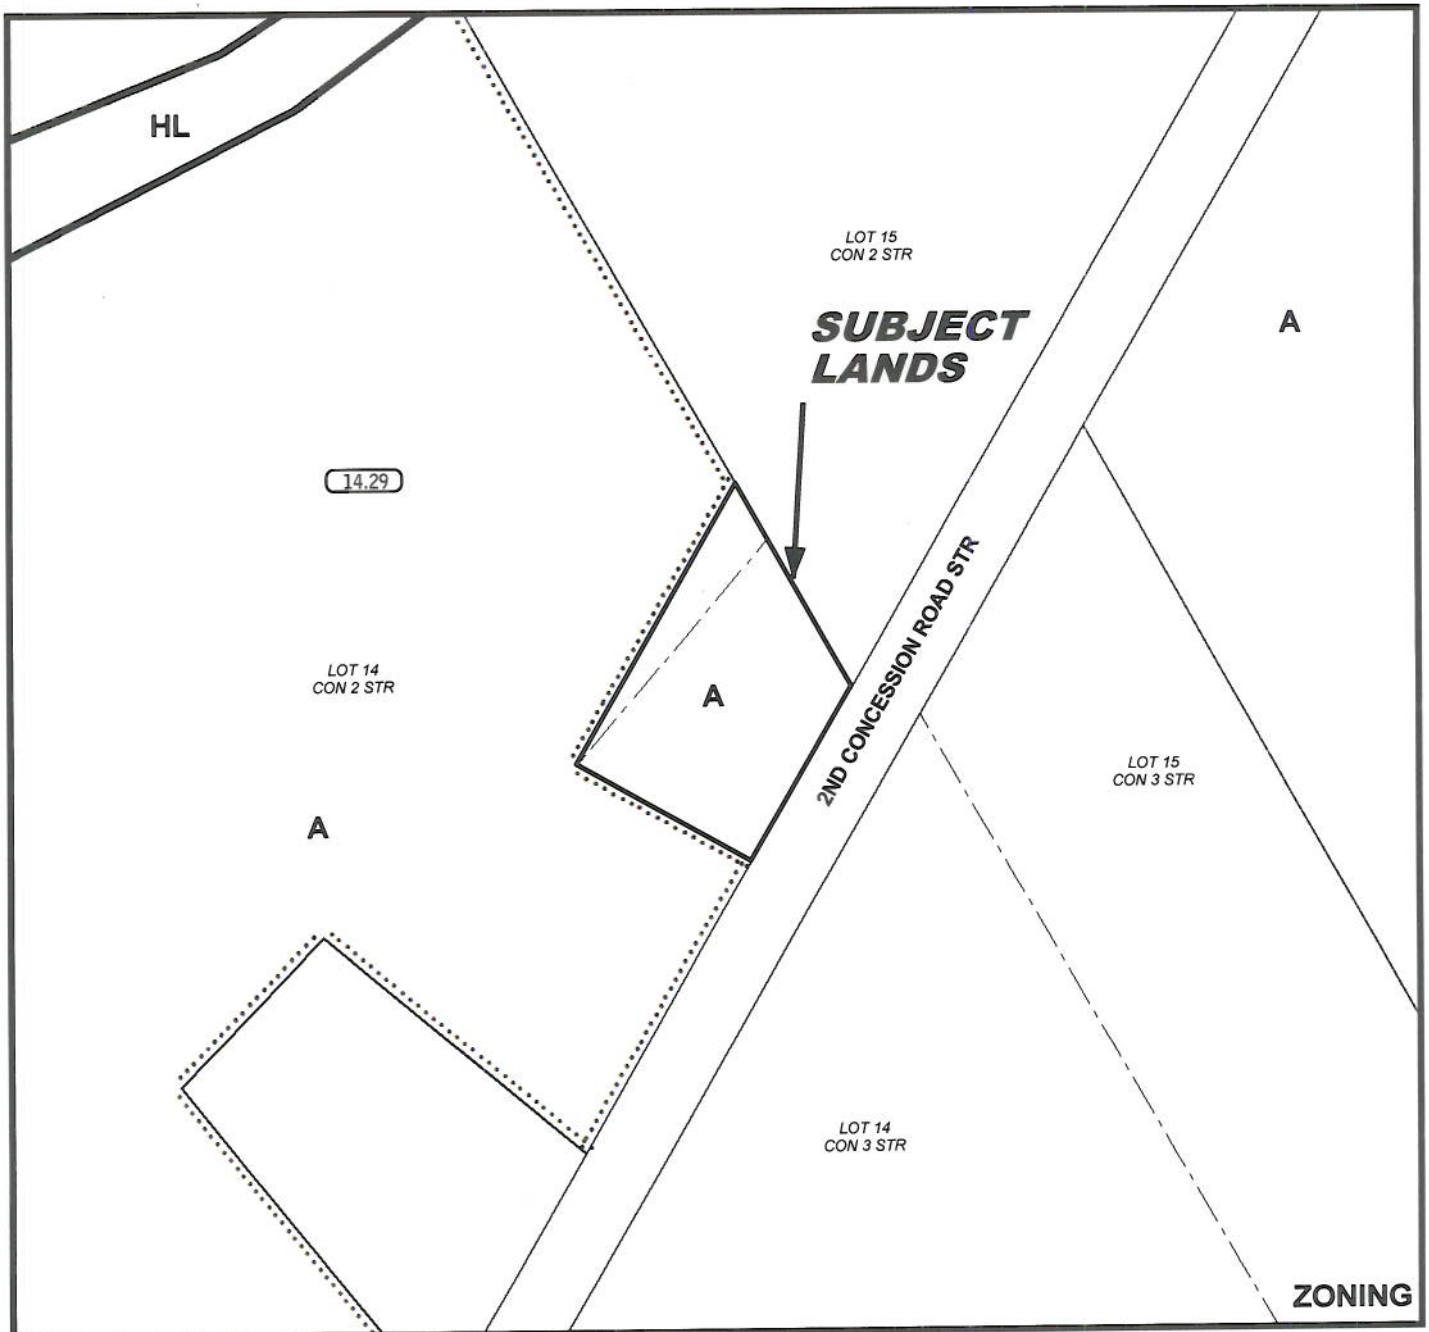 HL
LOT 15
CON 2 STR
SUBJECT
LANDS
A
14.29
2ND CONCESSION ROAD STR
LOT 14
CON 2 STR
A
LOT 15
CON 3 STR
A
LOT 14
CON 3 STR
ZONING